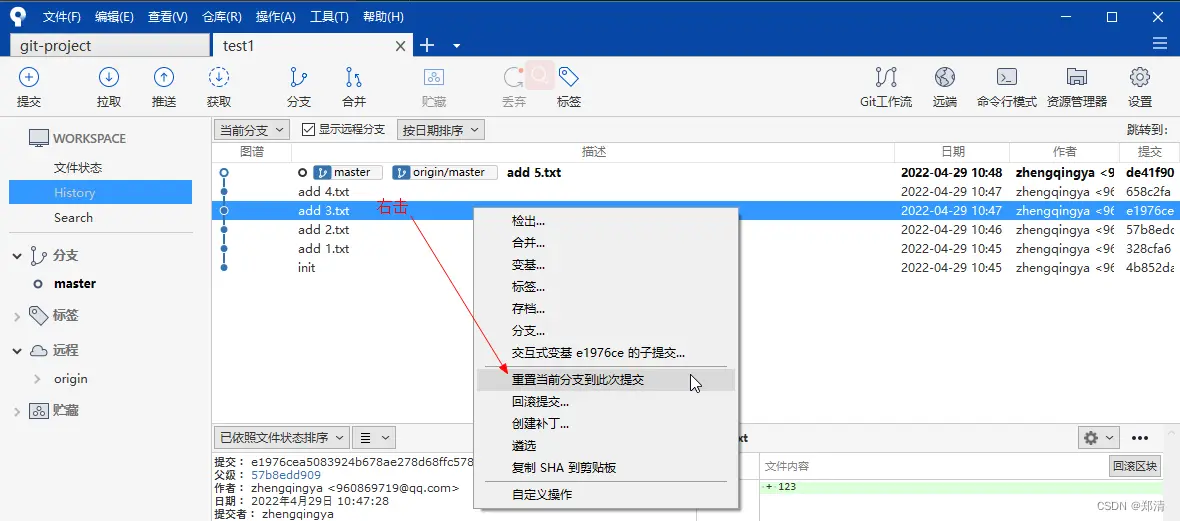 文件(F) 编辑(E) 查看(V) 仓库(R) 操作(A) 工具(T) 帮助(H)
git-project test1
提交 拉取 推送 获取 分支 合并 贮藏 丢弃 标签 Git工作流 远端 命令行模式 资源管理器 设置
WORKSPACE
文件状态
History
Search
分支
master
标签
远程
origin
贮藏
当前分支 显示远程分支 按日期排序 跳转到:
图谱 描述 日期 作者 提交
master origin/master add 5.txt 2022-04-29 10:48 zhengqingya <96 de41f90
add 4.txt 2022-04-29 10:47 zhengqingya <96 658c2fa
add 3.txt 2022-04-29 10:47 zhengqingya <96 e1976ce
add 2.txt 2022-04-29 10:46 zhengqingya <96 57b8edc
add 1.txt 2022-04-29 10:45 zhengqingya <96 328cfa6
init 2022-04-29 10:45 zhengqingya <96 4b852da
右击
检出...
合并...
变基...
标签...
存档...
分支...
交互式变基 e1976ce 的子提交...
重置当前分支到此次提交
回滚提交...
创建补丁...
遴选
复制 SHA 到剪贴板
自定义操作
已依照文件状态排序
提交： e1976cea5083924b678ae278d68ffc578
父级： 57b8edd909
作者： zhengqingya <960869719@qq.com>
日期： 2022年4月29日 10:47:28
提交者： zhengqingya
xt
文件内容 回滚区块
+ 123
CSDN @郑清